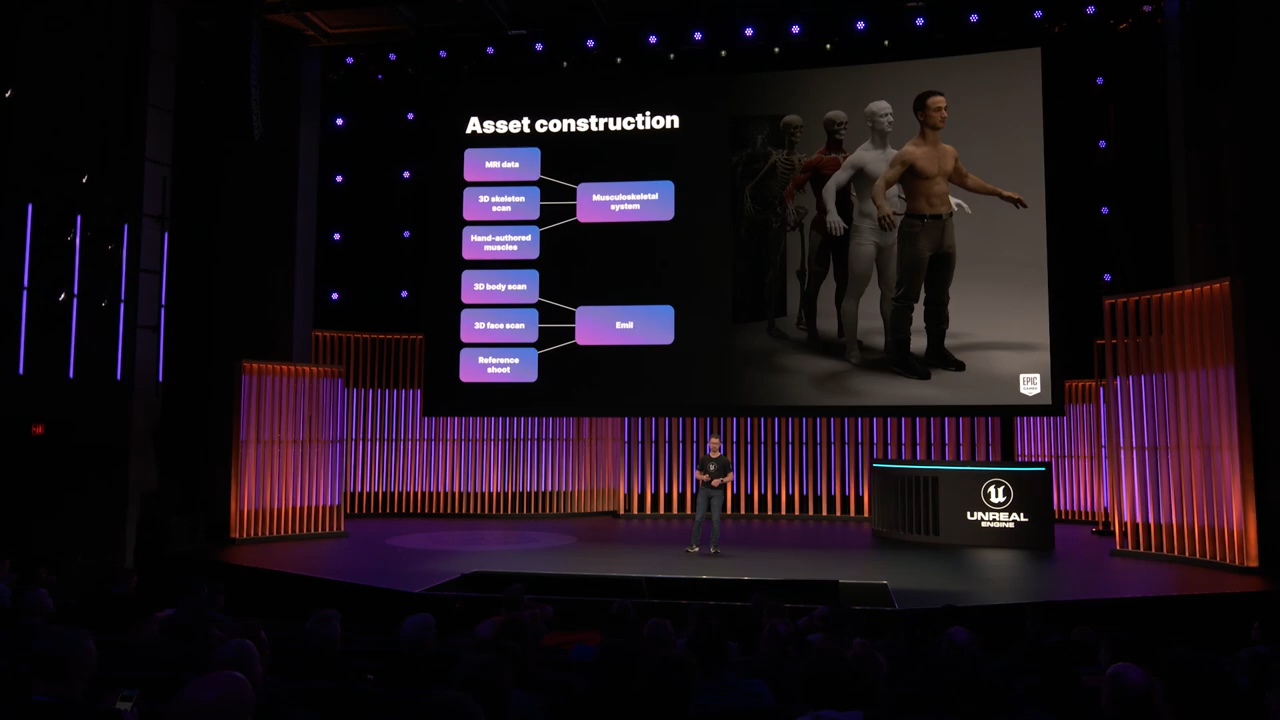 Asset construction
MRI data
3D skeleton
scan
Hand-authored
muscles
Musculoskeletal
system
3D body scan
3D face scan
Reference
shoot
Emil
EPIC
GAMES
UNREAL
ENGINE